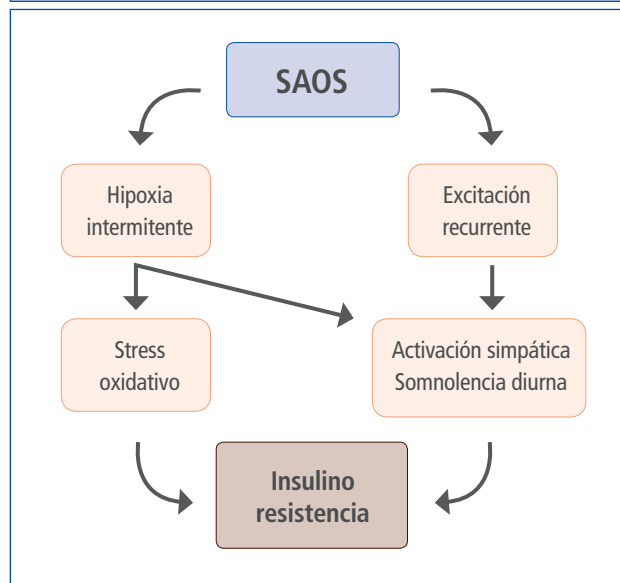 SAOS
Hipoxia
intermitente
Excitación
recurrente
Stress
oxidativo
Activación simpática
Somnolencia diurna
Insulino
resistencia